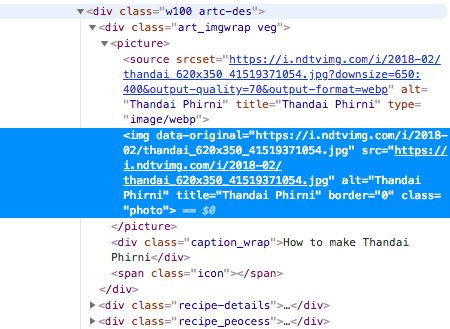 ▼<div class="w100 artc-des">
▼<div class="art_imgwrap veg">
▼<picture>
<source srcset="https://i.ndtvimg.com/i/2018-02/
thandai_620x350_41519371054.jpg?downsize=650:
400&output-quality=70&output-format=webp" alt=
"Thandai Phirni" title="Thandai Phirni" type=
"image/webp">
<img data-original="https://i.ndtvimg.com/i/2018-
02/thandai_620x350_41519371054.jpg" src="https://
i.ndtvimg.com/i/2018-02/
thandai_620x350_41519371054.jpg" alt="Thandai
Phirni" title="Thandai Phirni" border="0" class=
"photo"> == $0
</picture>
<div class="caption_wrap">How to make Thandai
Phirni</div>
<span class="icon"></span>
</div>
▶<div class="recipe-details">…</div>
▶<div class="recipe_peocess">…</div>